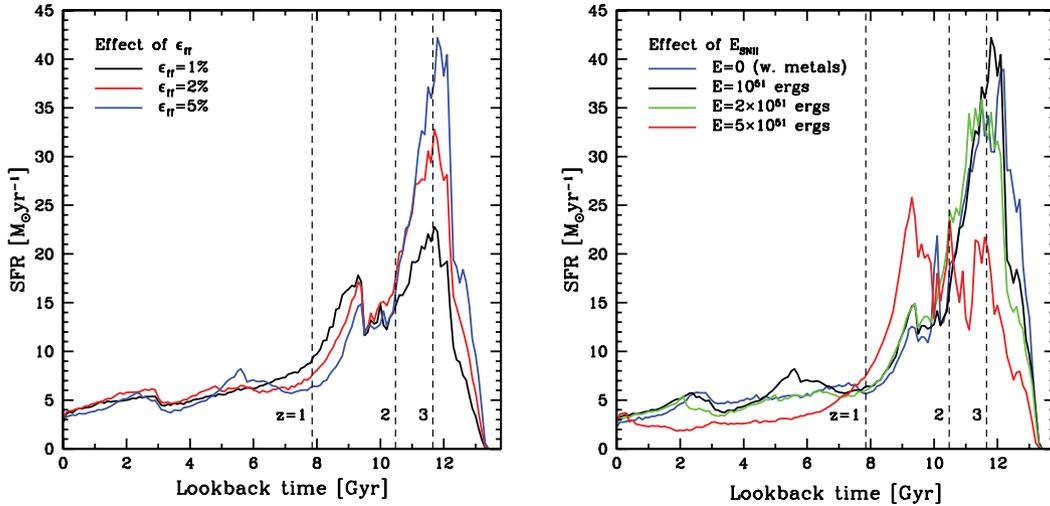 Effect of ϵff
ϵff=1%
ϵff=2%
ϵff=5%
SFR [M⊙yr⁻¹]
45
40
35
30
25
20
15
10
5
0
z=1 2 3
0 2 4 6 8 10 12
Lookback time [Gyr]
Effect of ESNII
E=0 (w. metals)
E=10⁵¹ ergs
E=2×10⁵¹ ergs
E=5×10⁵¹ ergs
SFR [M⊙yr⁻¹]
45
40
35
30
25
20
15
10
5
0
z=1 2 3
0 2 4 6 8 10 12
Lookback time [Gyr]